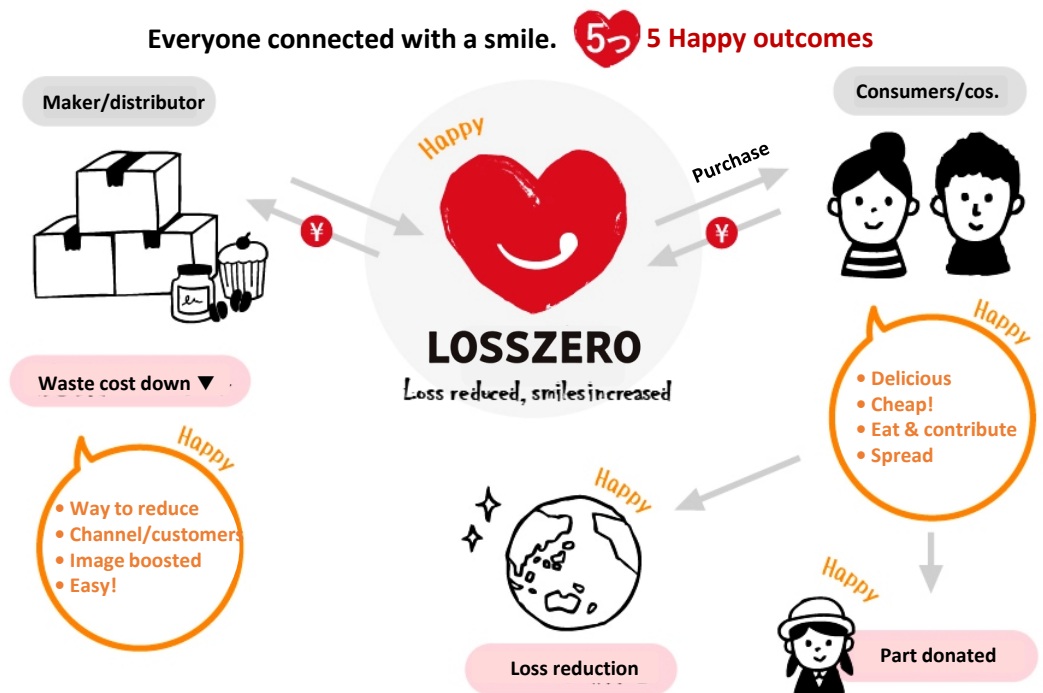 Everyone connected with a smile.
5つ
5 Happy outcomes
Maker/distributor
Consumers/cos.
Happy
Purchase
¥
¥
LOSSZERO
Loss reduced, smiles increased
Waste cost down ▼
Happy
• Way to reduce
• Channel/customers
• Image boosted
• Easy!
Happy
• Delicious
• Cheap!
• Eat & contribute
• Spread
Happy
Loss reduction
Happy
Part donated